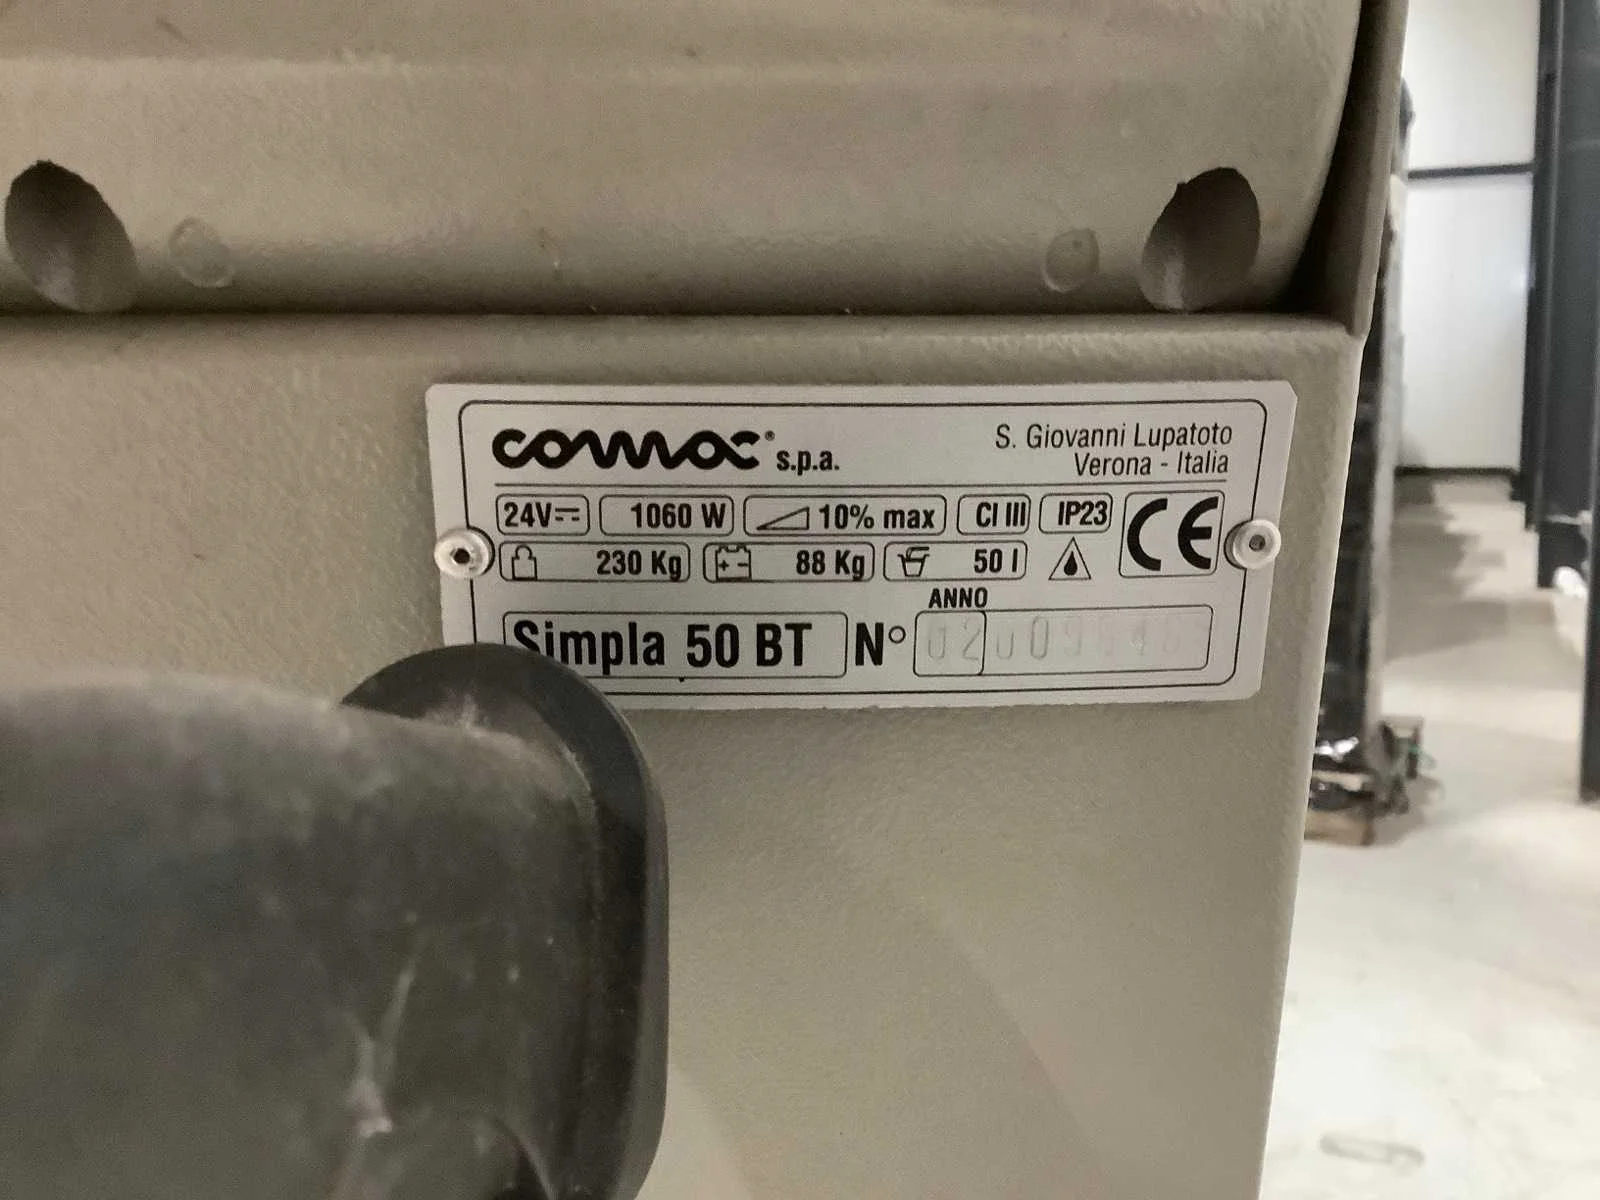 comac® s.p.a.
S. Giovanni Lupatoto
Verona - Italia
24V 1060 W 10% max Cl III IP23 CE
230 Kg 88 Kg 50 l
ANNO
Simpla 50 BT N° 02